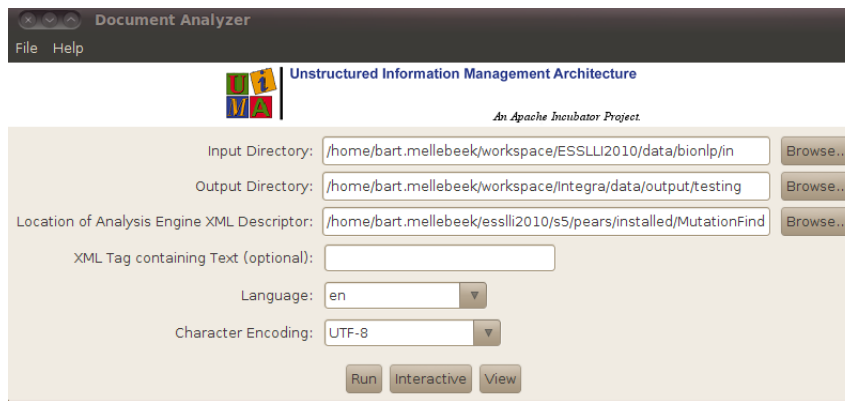 Document Analyzer
File Help
UIMA Unstructured Information Management Architecture
An Apache Incubator Project.
Input Directory: /home/bart.mellebeek/workspace/ESSLLI2010/data/bionlp/in Browse..
Output Directory: /home/bart.mellebeek/workspace/Integra/data/output/testing Browse..
Location of Analysis Engine XML Descriptor: /home/bart.mellebeek/esslli2010/s5/pears/installed/MutationFind Browse..
XML Tag containing Text (optional):
Language: en
Character Encoding: UTF-8
Run Interactive View